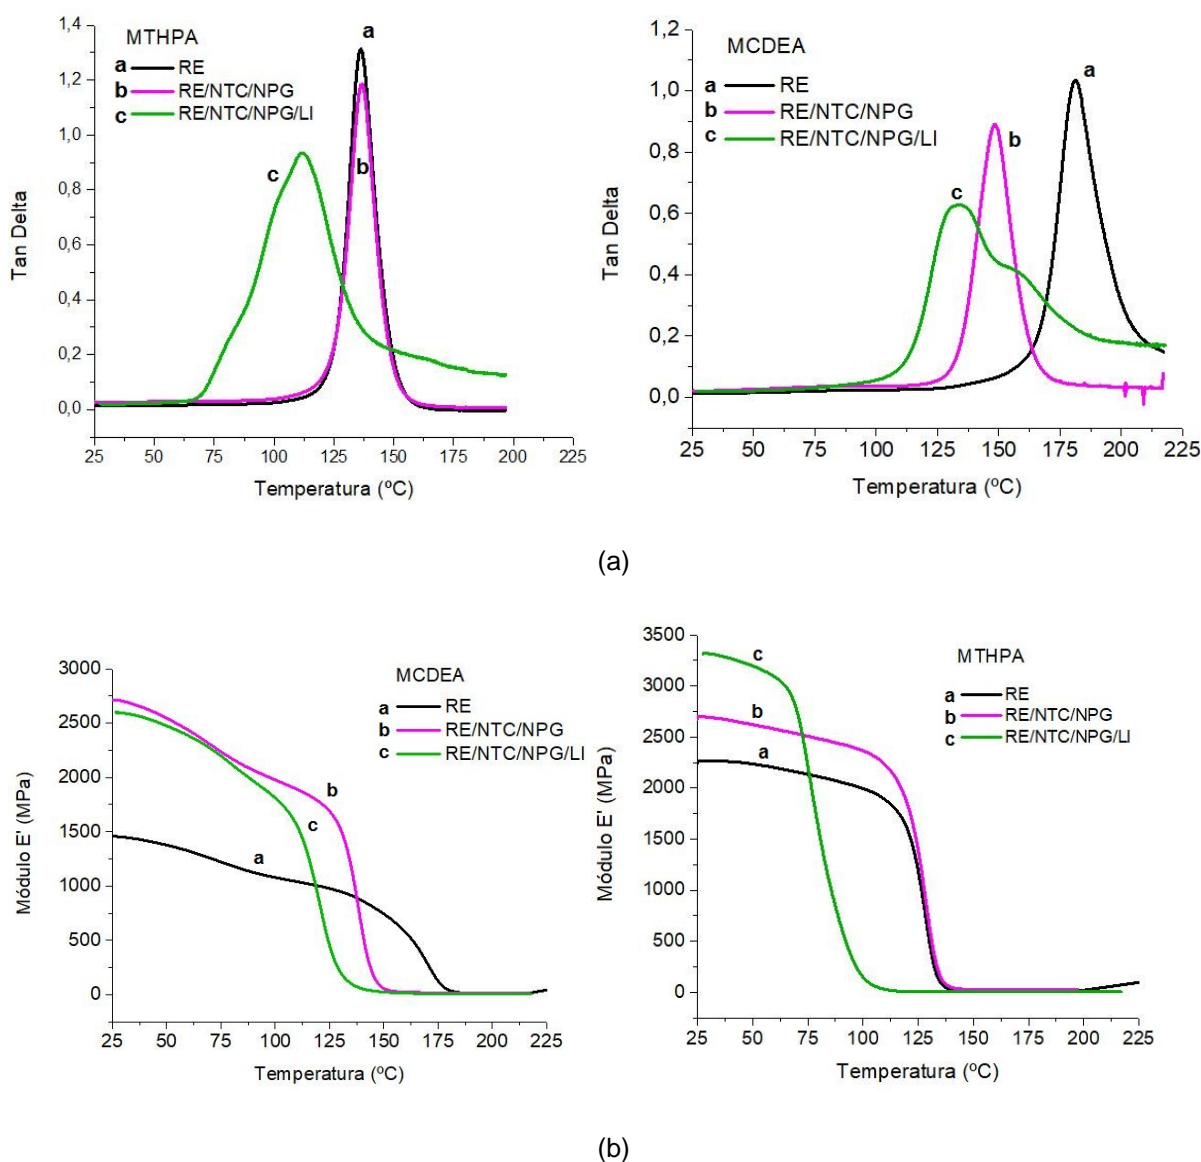 MTHPA
a RE
b RE/NTC/NPG
c RE/NTC/NPG/LI
a
b
c
Tan Delta
1,4
1,2
1,0
0,8
0,6
0,4
0,2
0,0
25 50 75 100 125 150 175 200 225
Temperatura (ºC)
MCDEA
a RE
b RE/NTC/NPG
c RE/NTC/NPG/LI
a
b
c
Tan Delta
1,2
1,0
0,8
0,6
0,4
0,2
0,0
25 50 75 100 125 150 175 200 225
Temperatura (ºC)
(a)
MCDEA
a RE
b RE/NTC/NPG
c RE/NTC/NPG/LI
b
c
a
Módulo E' (MPa)
3000
2500
2000
1500
1000
500
0
25 50 75 100 125 150 175 200 225
Temperatura (ºC)
MTHPA
a RE
b RE/NTC/NPG
c RE/NTC/NPG/LI
c
b
a
Módulo E' (MPa)
3500
3000
2500
2000
1500
1000
500
0
25 50 75 100 125 150 175 200 225
Temperatura (ºC)
(b)